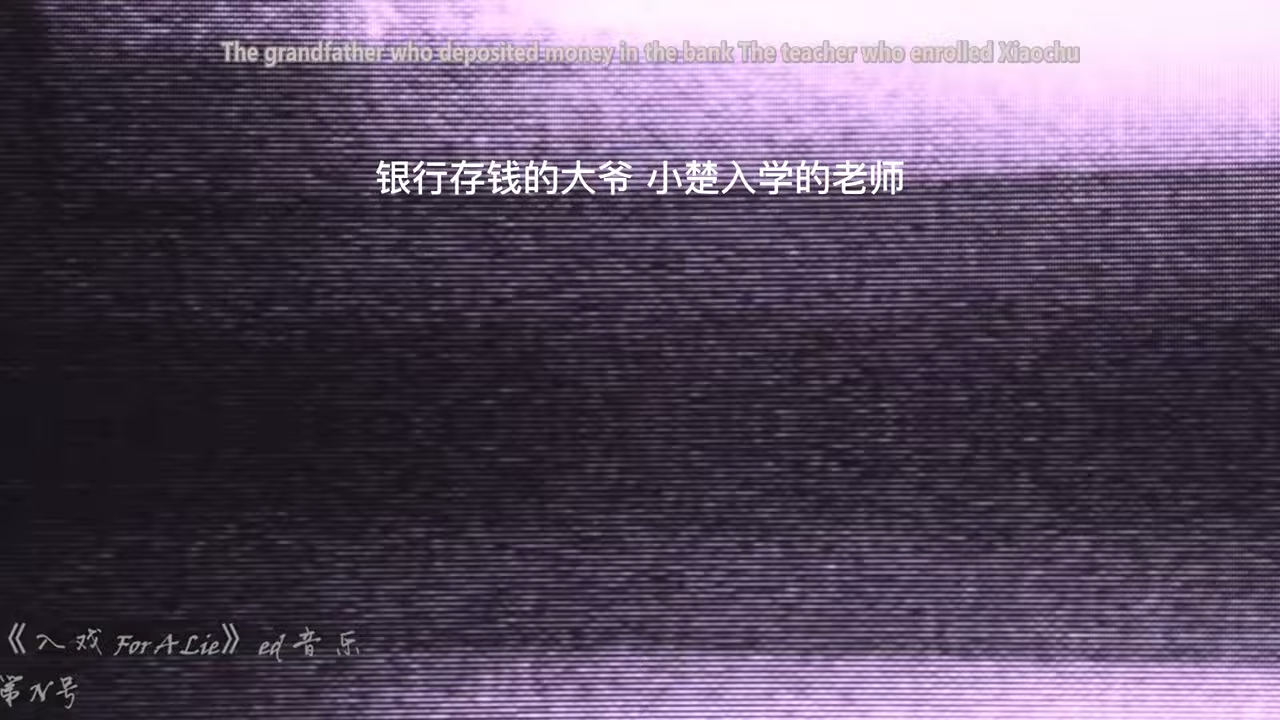 The grandfather who deposited money in the bank The teacher who enrolled Xiaochu
银行存钱的大爷 小楚入学的老师
《入戏 For A Lie》 ed音乐
第N号